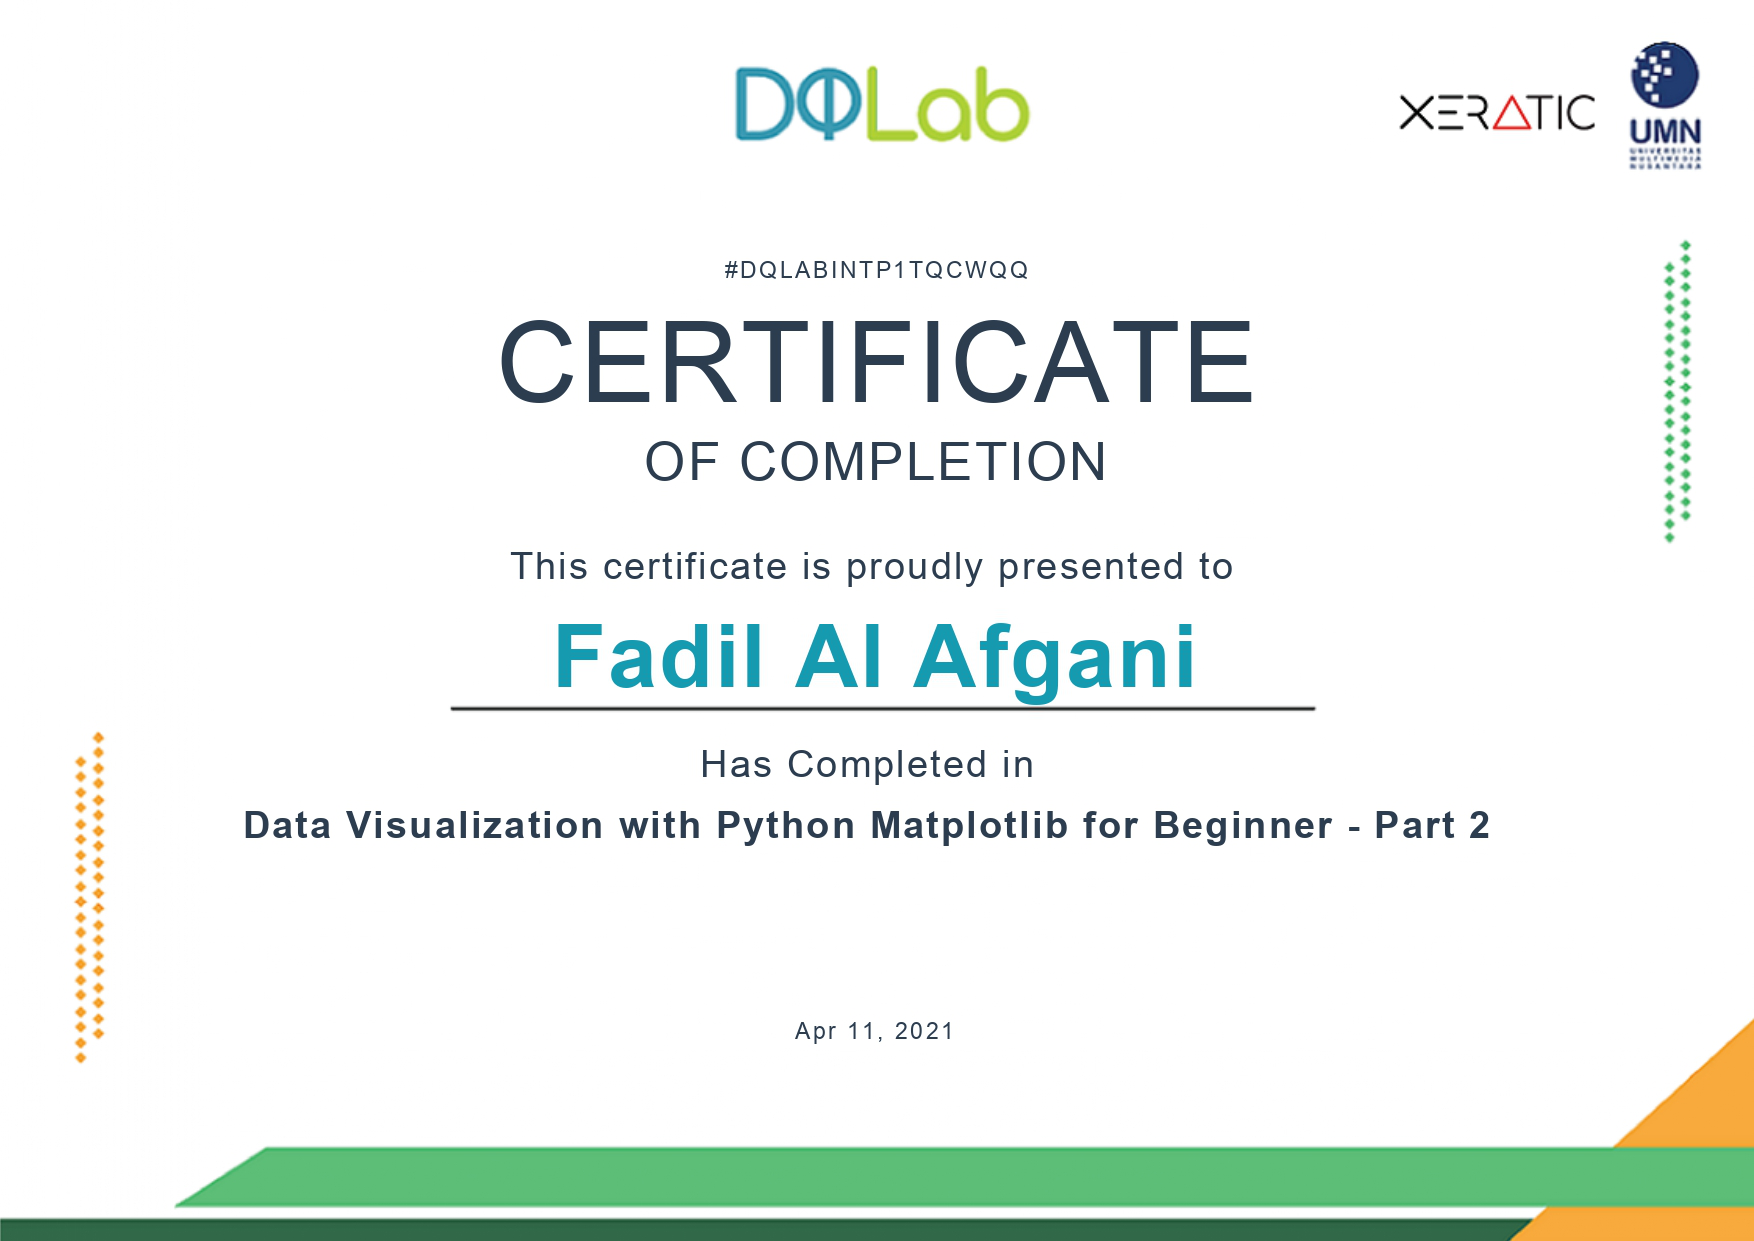 DQLab
XERATIC
UMN
UNIVERSITAS
MULTIMEDIA
NUSANTARA
#DQLABINTP1TQCWQQ
CERTIFICATE
OF COMPLETION
This certificate is proudly presented to
Fadil Al Afgani
Has Completed in
Data Visualization with Python Matplotlib for Beginner - Part 2
Apr 11, 2021